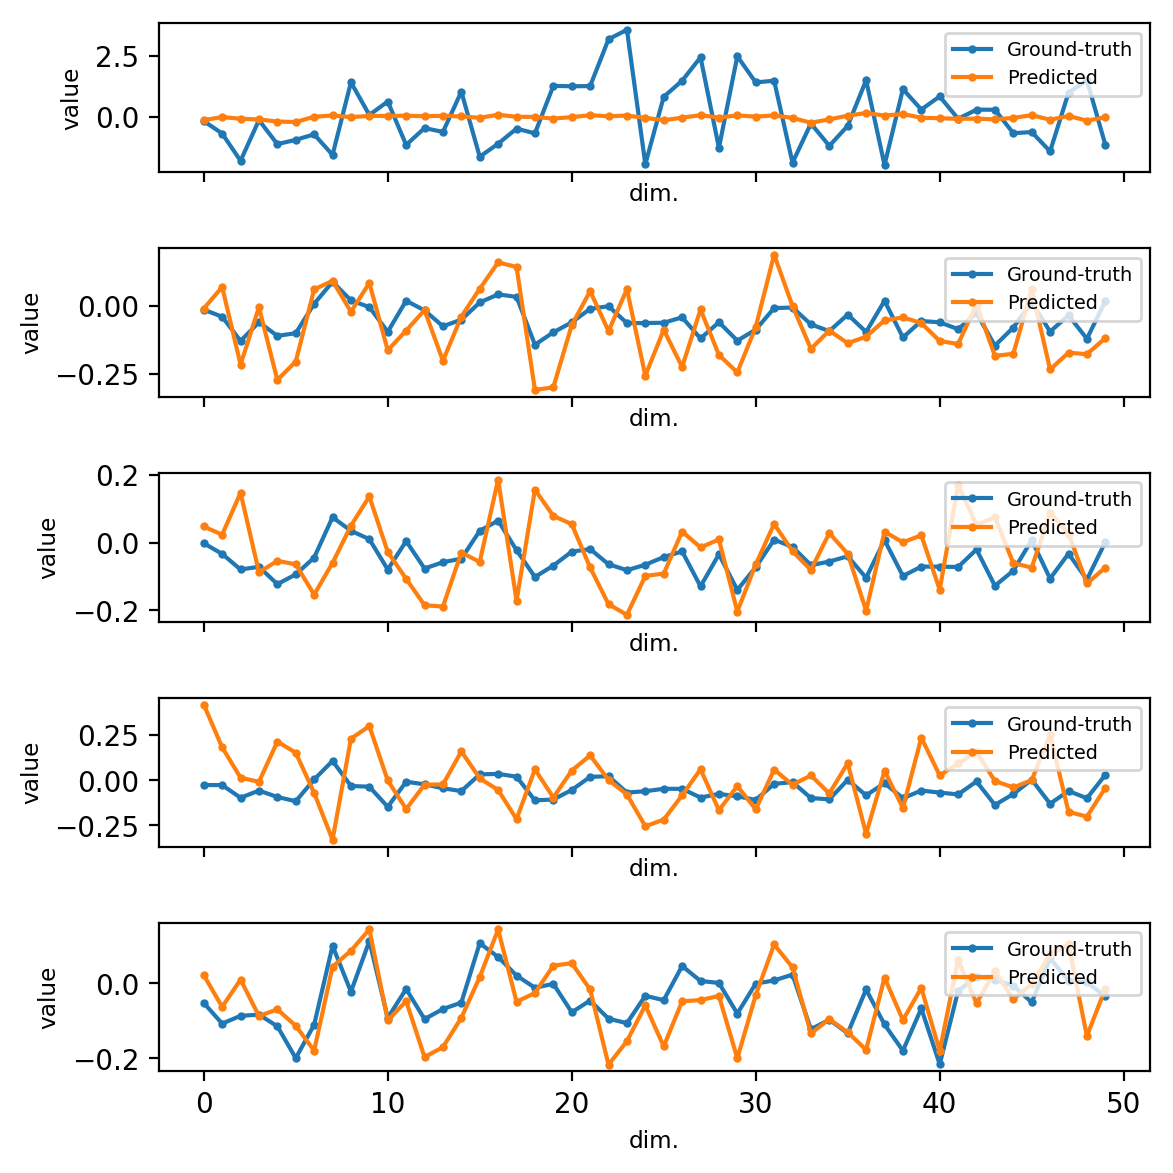 value
2.5
0.0
Ground-truth
Predicted
dim.
value
0.00
−0.25
Ground-truth
Predicted
dim.
value
0.2
0.0
−0.2
Ground-truth
Predicted
dim.
value
0.25
0.00
−0.25
Ground-truth
Predicted
dim.
value
0.0
−0.2
Ground-truth
Predicted
0 10 20 30 40 50
dim.